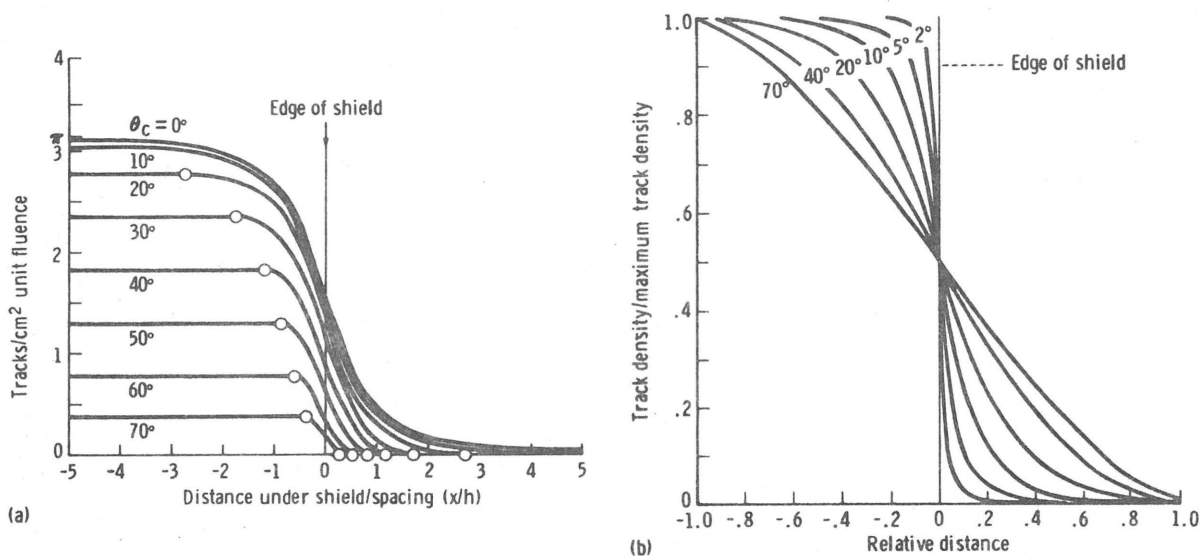 4
π
3
2
1
0
Tracks/cm² unit fluence
Edge of shield
θc = 0°
10°
20°
30°
40°
50°
60°
70°
-5 -4 -3 -2 -1 0 1 2 3 4 5
Distance under shield/spacing (x/h)
(a)
1.0
.8
.6
.4
.2
0
Track density/maximum track density
2°
5°
10°
20°
40°
70°
Edge of shield
-1.0 -.8 -.6 -.4 -.2 0 .2 .4 .6 .8 1.0
Relative distance
(b)